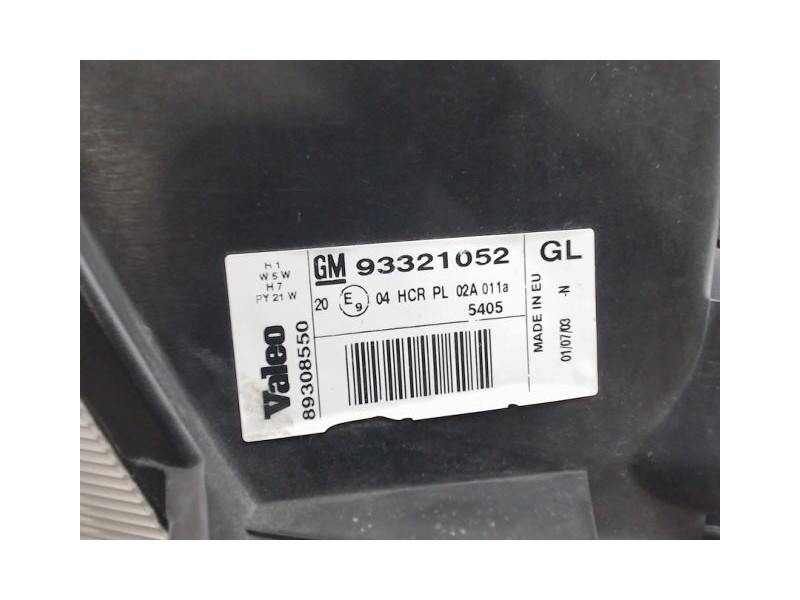 H 1
W 5 W
H 7
PY 21 W
Valeo
89308550
GM 93321052
20 E9 04 HCR PL 02A 011a
5405
GL
MADE IN EU
01/07/03 -N